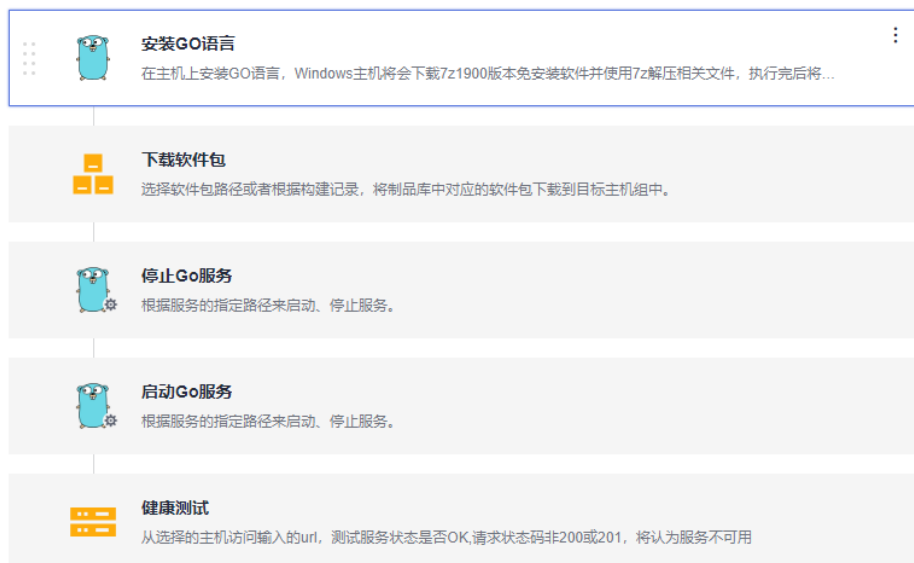 安装GO语言
在主机上安装GO语言，Windows主机将会下载7z1900版本免安装软件并使用7z解压相关文件，执行完后将...
下载软件包
选择软件包路径或者根据构建记录，将制品库中对应的软件包下载到目标主机组中。
停止Go服务
根据服务的指定路径来启动、停止服务。
启动Go服务
根据服务的指定路径来启动、停止服务。
健康测试
从选择的主机访问输入的url，测试服务状态是否OK,请求状态码非200或201，将认为服务不可用